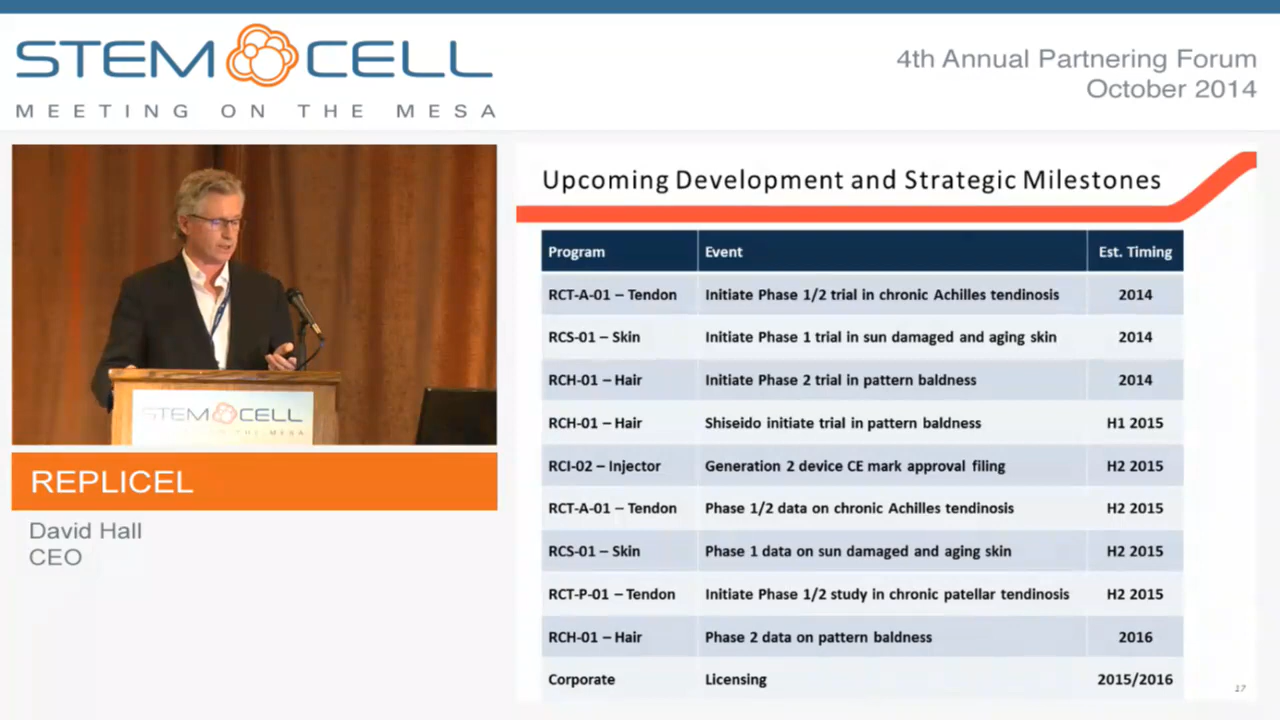 STEM CELL
MEETING ON THE MESA
4th Annual Partnering Forum
October 2014
STEM CELL
REPLICEL
David Hall
CEO
Upcoming Development and Strategic Milestones
Program Event Est. Timing
RCT-A-01 – Tendon Initiate Phase 1/2 trial in chronic Achilles tendinosis 2014
RCS-01 – Skin Initiate Phase 1 trial in sun damaged and aging skin 2014
RCH-01 – Hair Initiate Phase 2 trial in pattern baldness 2014
RCH-01 – Hair Shiseido initiate trial in pattern baldness H1 2015
RCI-02 – Injector Generation 2 device CE mark approval filing H2 2015
RCT-A-01 – Tendon Phase 1/2 data on chronic Achilles tendinosis H2 2015
RCS-01 – Skin Phase 1 data on sun damaged and aging skin H2 2015
RCT-P-01 – Tendon Initiate Phase 1/2 study in chronic patellar tendinosis H2 2015
RCH-01 – Hair Phase 2 data on pattern baldness 2016
Corporate Licensing 2015/2016
17